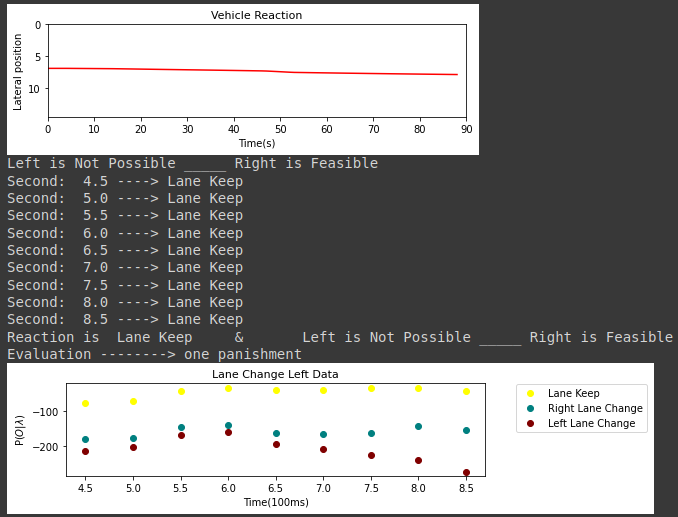 Vehicle Reaction
0
5
10
Lateral position
0 10 20 30 40 50 60 70 80 90
Time(s)
Left is Not Possible _____ Right is Feasible
Second:  4.5 ----> Lane Keep
Second:  5.0 ----> Lane Keep
Second:  5.5 ----> Lane Keep
Second:  6.0 ----> Lane Keep
Second:  6.5 ----> Lane Keep
Second:  7.0 ----> Lane Keep
Second:  7.5 ----> Lane Keep
Second:  8.0 ----> Lane Keep
Second:  8.5 ----> Lane Keep
Reaction is  Lane Keep     &       Left is Not Possible _____ Right is Feasible
Evaluation --------> one panishment
Lane Change Left Data
−100
−200
P(O|λ)
4.5 5.0 5.5 6.0 6.5 7.0 7.5 8.0 8.5
Time(100ms)
Lane Keep
Right Lane Change
Left Lane Change